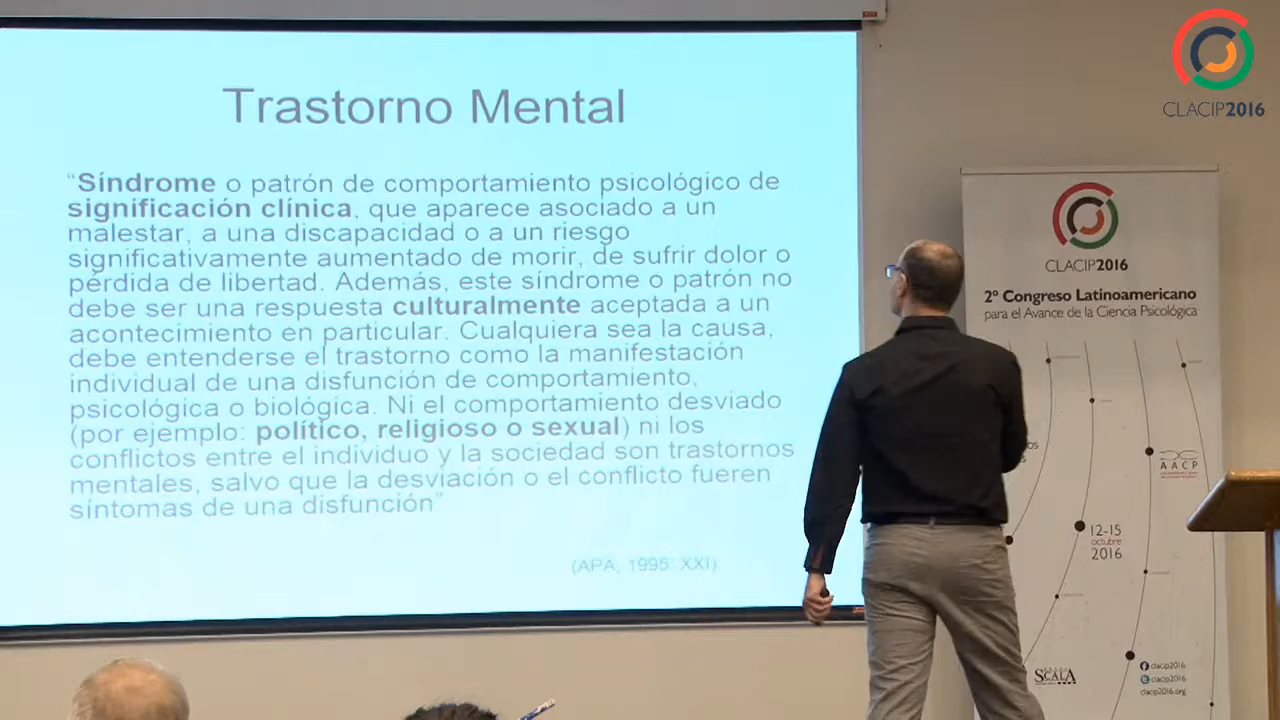 Trastorno Mental
“Síndrome o patrón de comportamiento psicológico de
significación clínica, que aparece asociado a un
malestar, a una discapacidad o a un riesgo
significativamente aumentado de morir, de sufrir dolor o
pérdida de libertad. Además, este síndrome o patrón no
debe ser una respuesta culturalmente aceptada a un
acontecimiento en particular. Cualquiera sea la causa,
debe entenderse el trastorno como la manifestación
individual de una disfunción de comportamiento,
psicológica o biológica. Ni el comportamiento desviado
(por ejemplo: político, religioso o sexual) ni los
conflictos entre el individuo y la sociedad son trastornos
mentales, salvo que la desviación o el conflicto fueren
síntomas de una disfunción”
(APA, 1995: XXI)
CLACIP2016
CLACIP2016
2º Congreso Latinoamericano
para el Avance de la Ciencia Psicológica
AACP
12-15
octubre
2016
SCALA
clacip2016
clacip2016
clacip2016.org